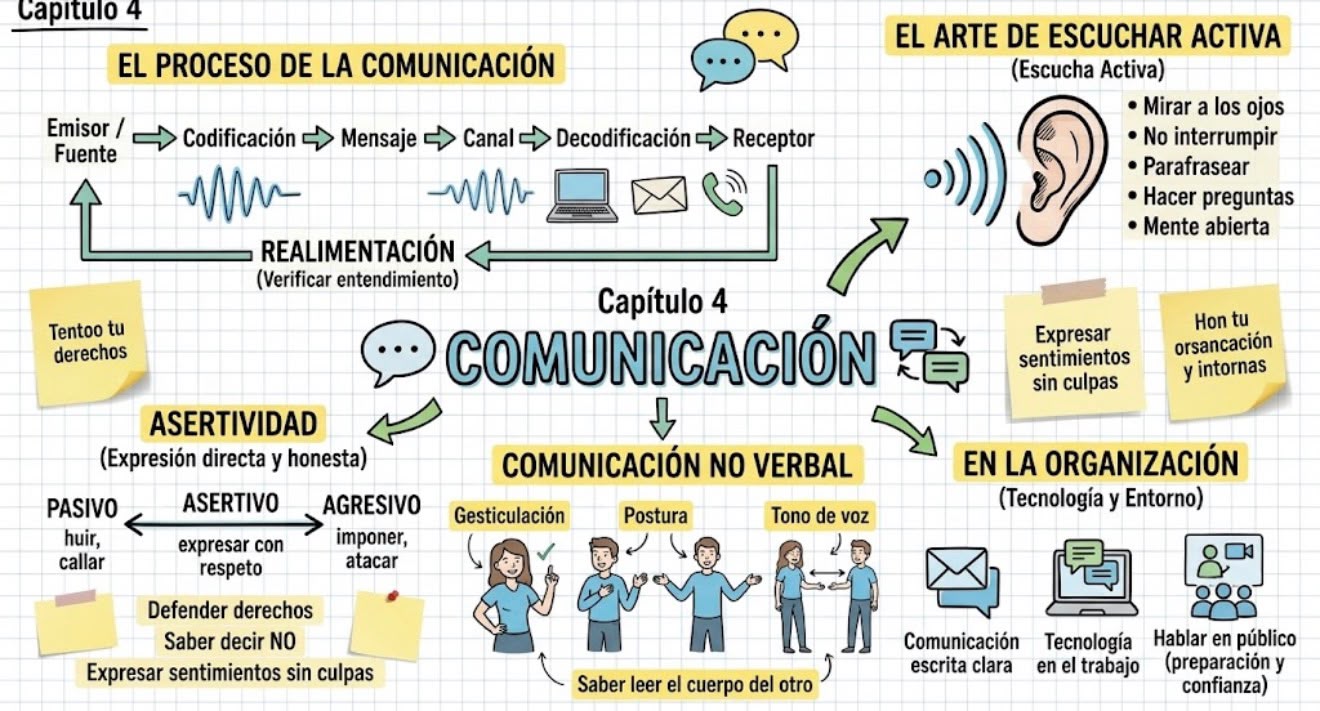 Capítulo 4
EL PROCESO DE LA COMUNICACIÓN
Emisor /
Fuente
Codificación
Mensaje
Canal
Decodificación
Receptor
REALIMENTACIÓN
(Verificar entendimiento)
EL ARTE DE ESCUCHAR ACTIVA
(Escucha Activa)
• Mirar a los ojos
• No interrumpir
• Parafrasear
• Hacer preguntas
• Mente abierta
Tentoo tu
derechos
Capítulo 4
COMUNICACIÓN
Expresar
sentimientos
sin culpas
Hon tu
orsancación
y intornas
ASERTIVIDAD
(Expresión directa y honesta)
PASIVO
huir,
callar
ASERTIVO
expresar con
respeto
AGRESIVO
imponer,
atacar
Defender derechos
Saber decir NO
Expresar sentimientos sin culpas
COMUNICACIÓN NO VERBAL
Gesticulación
Postura
Tono de voz
Saber leer el cuerpo del otro
EN LA ORGANIZACIÓN
(Tecnología y Entorno)
Comunicación
escrita clara
Tecnología
en el trabajo
Hablar en público
(preparación y
confianza)